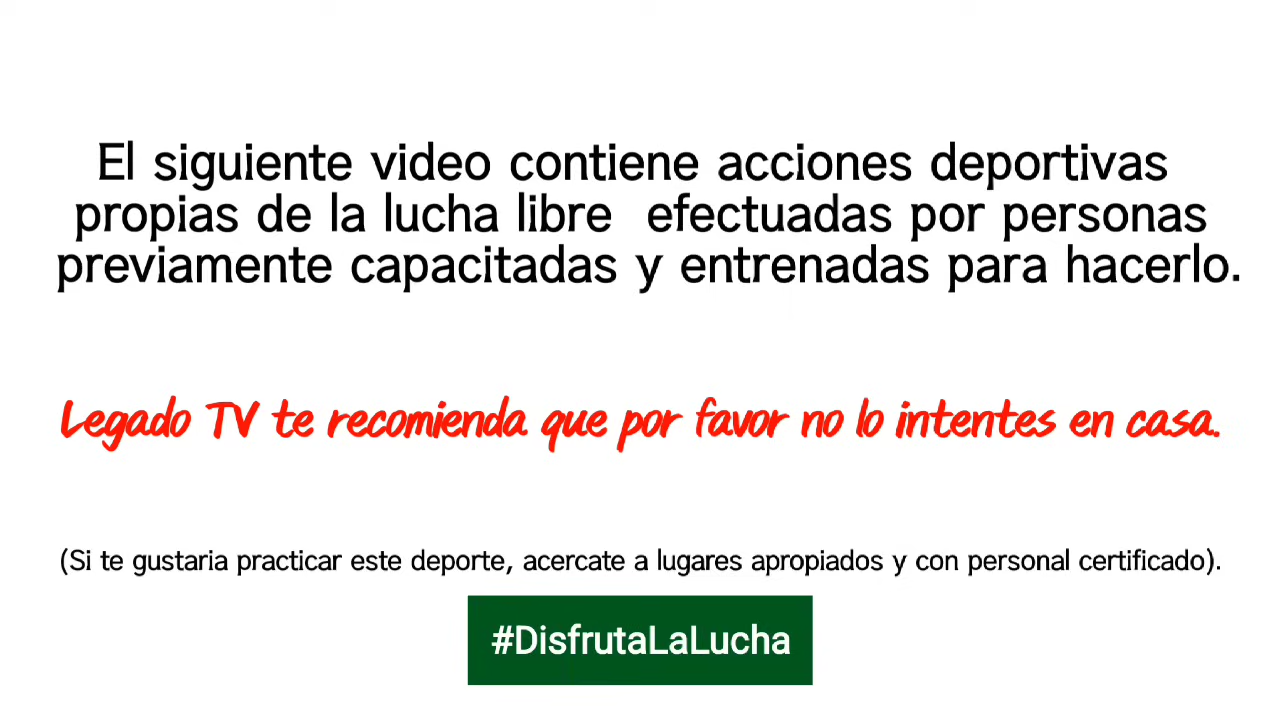 El siguiente video contiene acciones deportivas
propias de la lucha libre efectuadas por personas
previamente capacitadas y entrenadas para hacerlo.
Legado TV te recomienda que por favor no lo intentes en casa.
(Si te gustaria practicar este deporte, acercate a lugares apropiados y con personal certificado).
#DisfrutaLaLucha